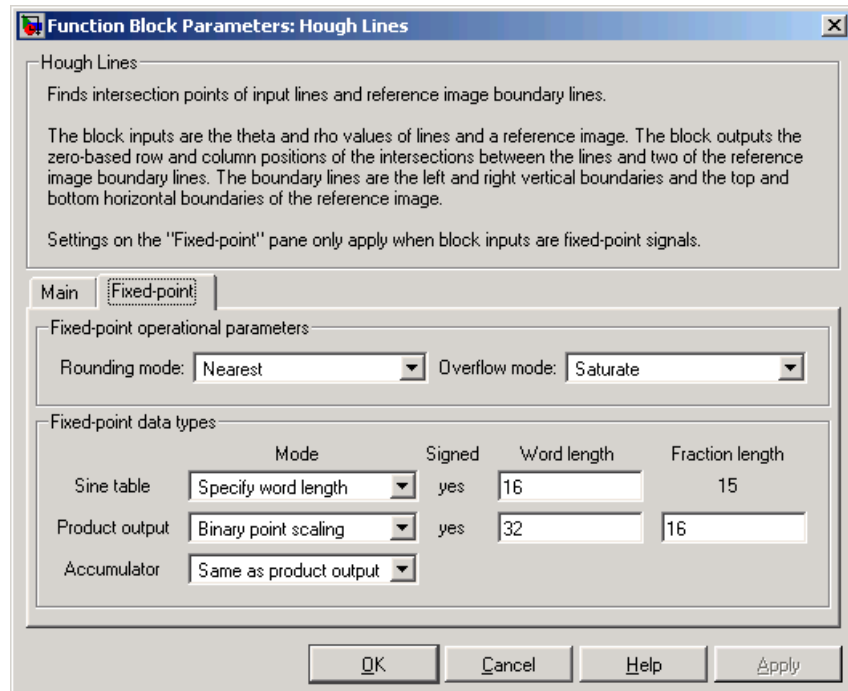 Function Block Parameters: Hough Lines
Hough Lines
Finds intersection points of input lines and reference image boundary lines.
The block inputs are the theta and rho values of lines and a reference image. The block outputs the
zero-based row and column positions of the intersections between the lines and two of the reference
image boundary lines. The boundary lines are the left and right vertical boundaries and the top and
bottom horizontal boundaries of the reference image.
Settings on the "Fixed-point" pane only apply when block inputs are fixed-point signals.
Main Fixed-point
Fixed-point operational parameters
Rounding mode: Nearest Overflow mode: Saturate
Fixed-point data types
Mode Signed Word length Fraction length
Sine table Specify word length yes 16 15
Product output Binary point scaling yes 32 16
Accumulator Same as product output
OK Cancel Help Apply